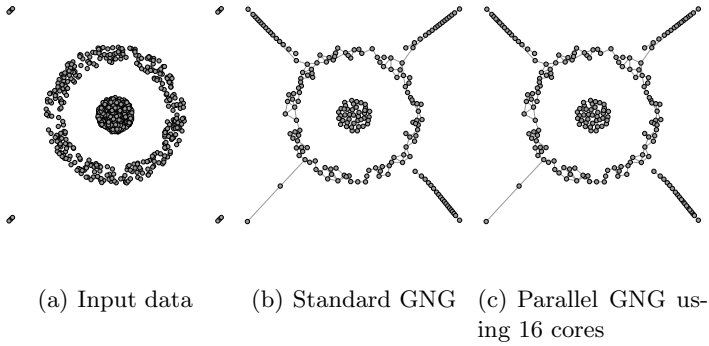 (a) Input data
(b) Standard GNG
(c) Parallel GNG us-
ing 16 cores